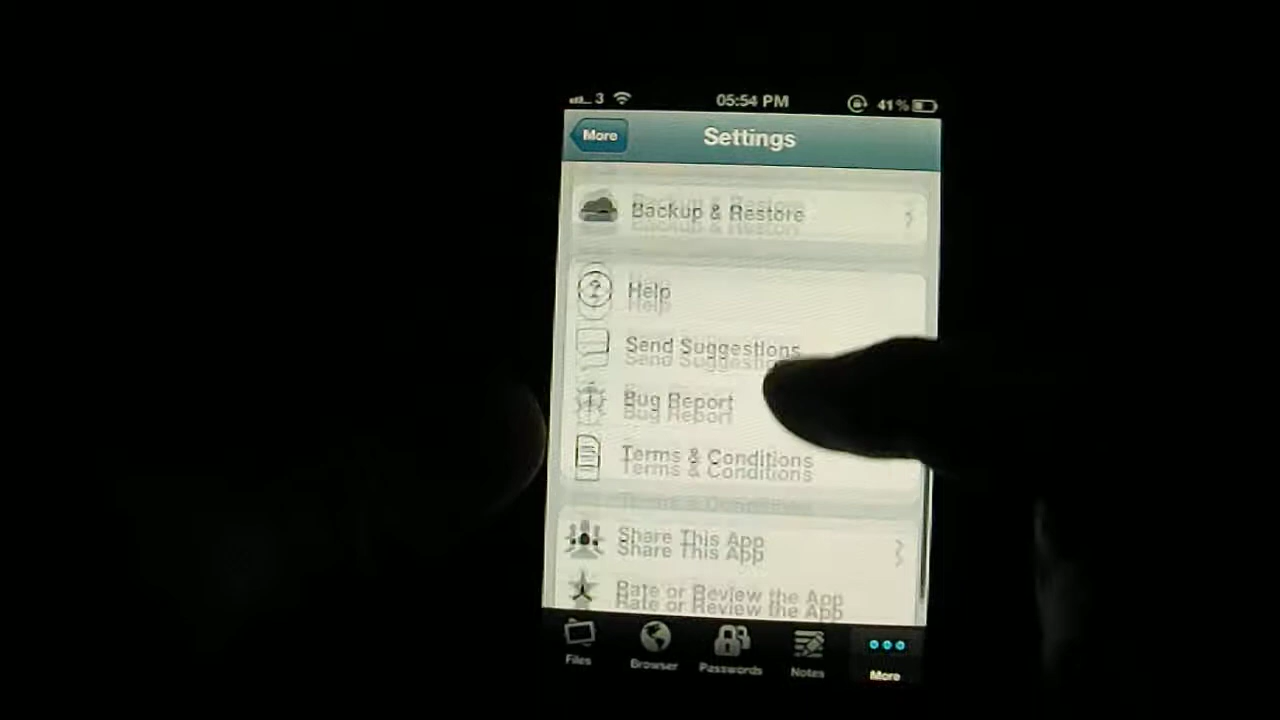 3 05:54 PM 41%
More Settings
Backup & Restore
Help
Send Suggestions
Bug Report
Terms & Conditions
Share This App
Rate or Review the App
Files Browser Passwords Notes More